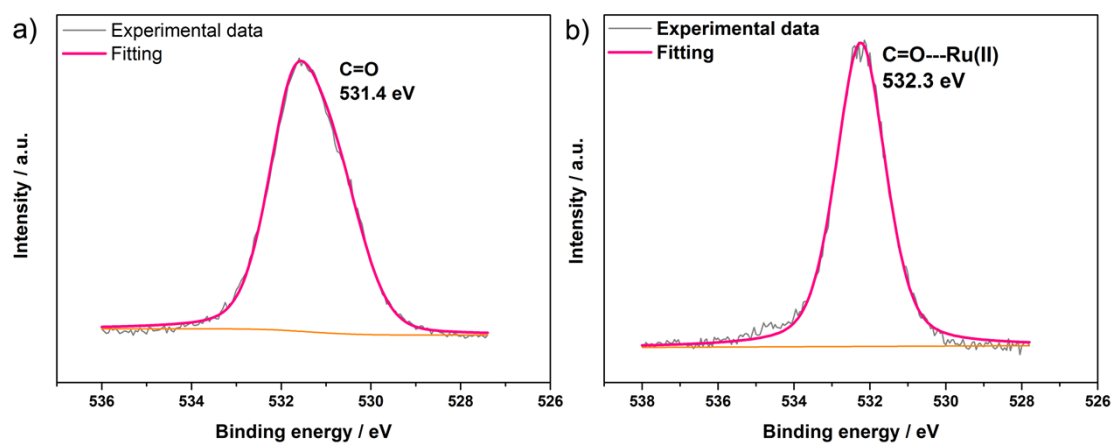 a)
Experimental data
Fitting
C=O
531.4 eV
Intensity / a.u.
536 534 532 530 528 526
Binding energy / eV
b)
Experimental data
Fitting
C=O---Ru(II)
532.3 eV
Intensity / a.u.
538 536 534 532 530 528 526
Binding energy / eV